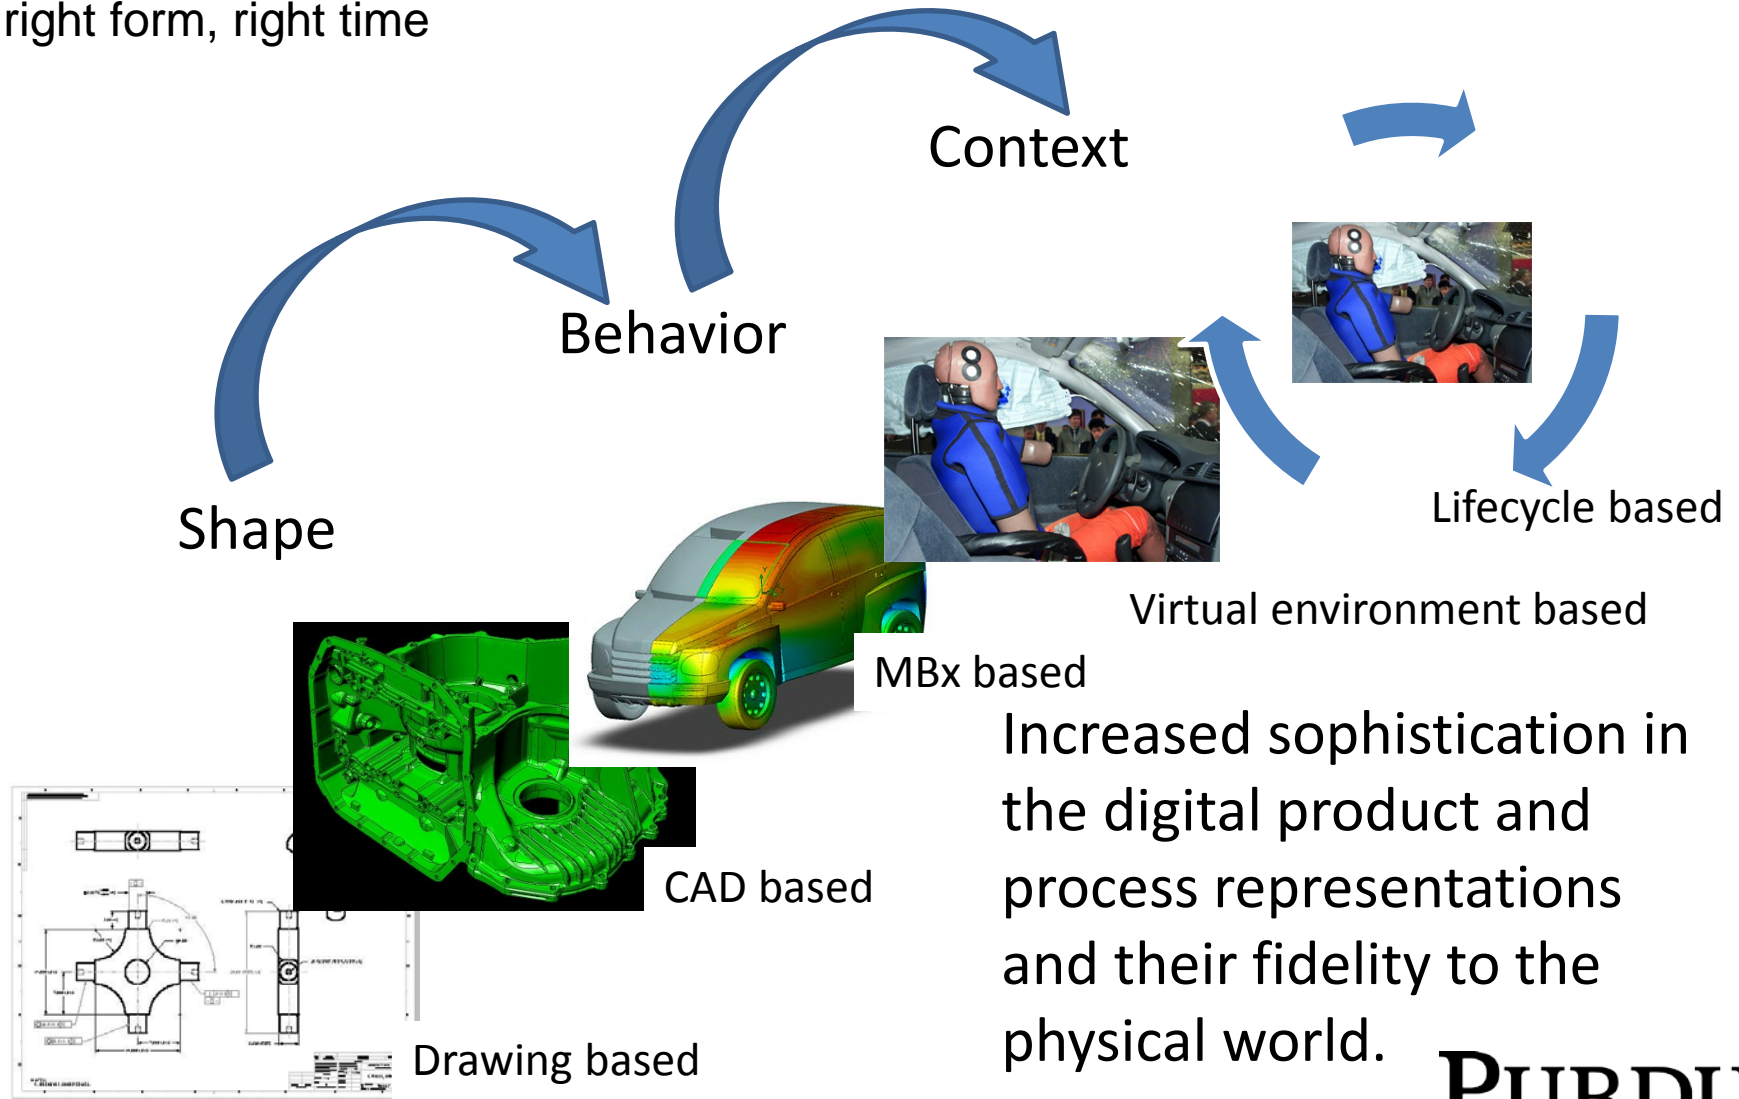 right form, right time
Context
Behavior
Shape
Lifecycle based
Virtual environment based
MBx based
Increased sophistication in
the digital product and
process representations
and their fidelity to the
physical world.
CAD based
Drawing based
PURDU